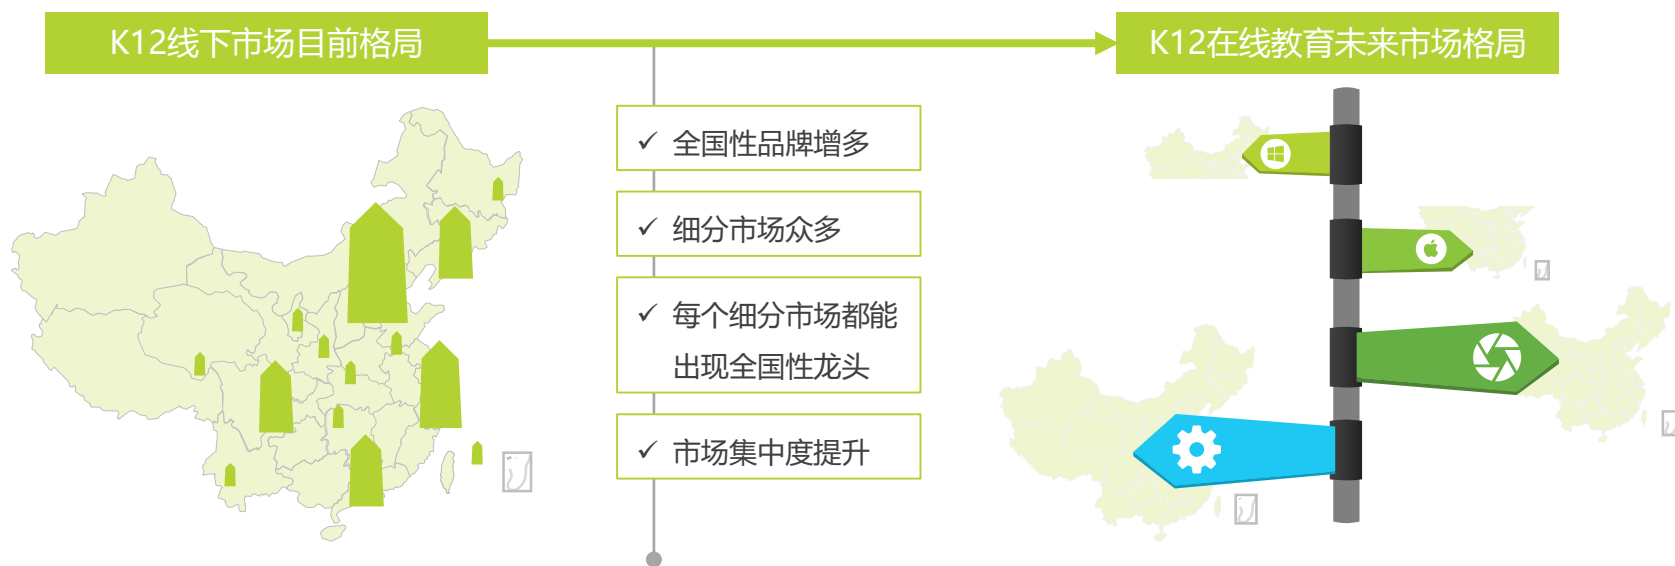 K12线下市场目前格局
K12在线教育未来市场格局
✓ 全国性品牌增多
✓ 细分市场众多
✓ 每个细分市场都能
出现全国性龙头
✓ 市场集中度提升